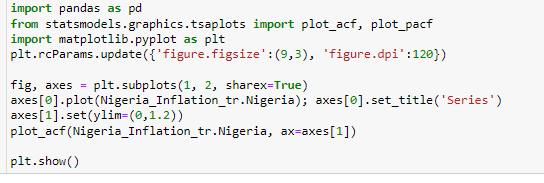 import pandas as pd
from statsmodels.graphics.tsaplots import plot_acf, plot_pacf
import matplotlib.pyplot as plt
plt.rcParams.update({'figure.figsize':(9,3), 'figure.dpi':120})
fig, axes = plt.subplots(1, 2, sharex=True)
axes[0].plot(Nigeria_Inflation_tr.Nigeria); axes[0].set_title('Series')
axes[1].set(ylim=(0,1.2))
plot_acf(Nigeria_Inflation_tr.Nigeria, ax=axes[1])
plt.show()